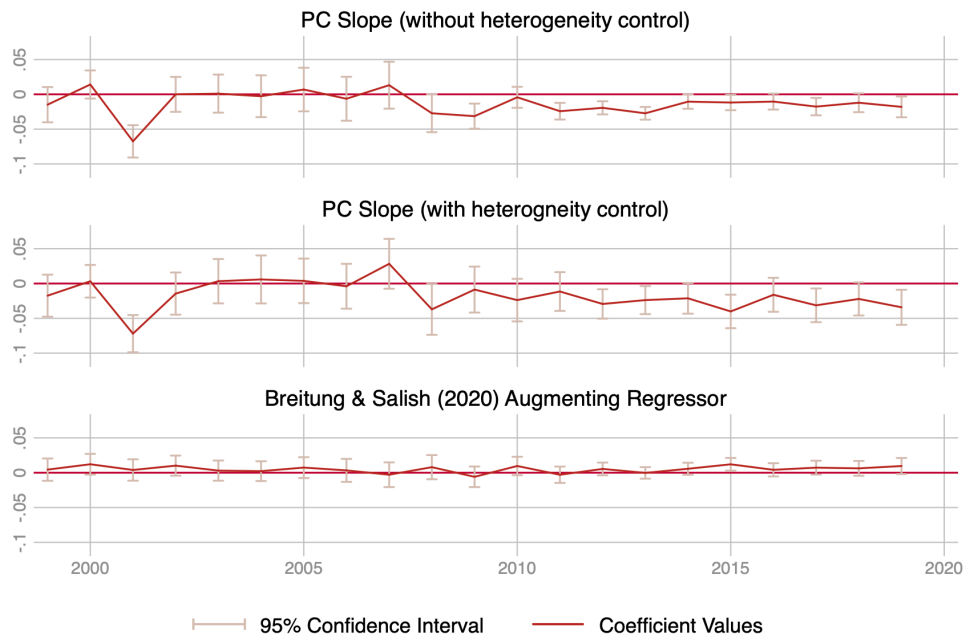 PC Slope (without heterogeneity control)
.05
0
-.05
-.1
PC Slope (with heterogneity control)
.05
0
-.05
-.1
Breitung & Salish (2020) Augmenting Regressor
.05
0
-.05
-.1
2000 2005 2010 2015 2020
95% Confidence Interval Coefficient Values